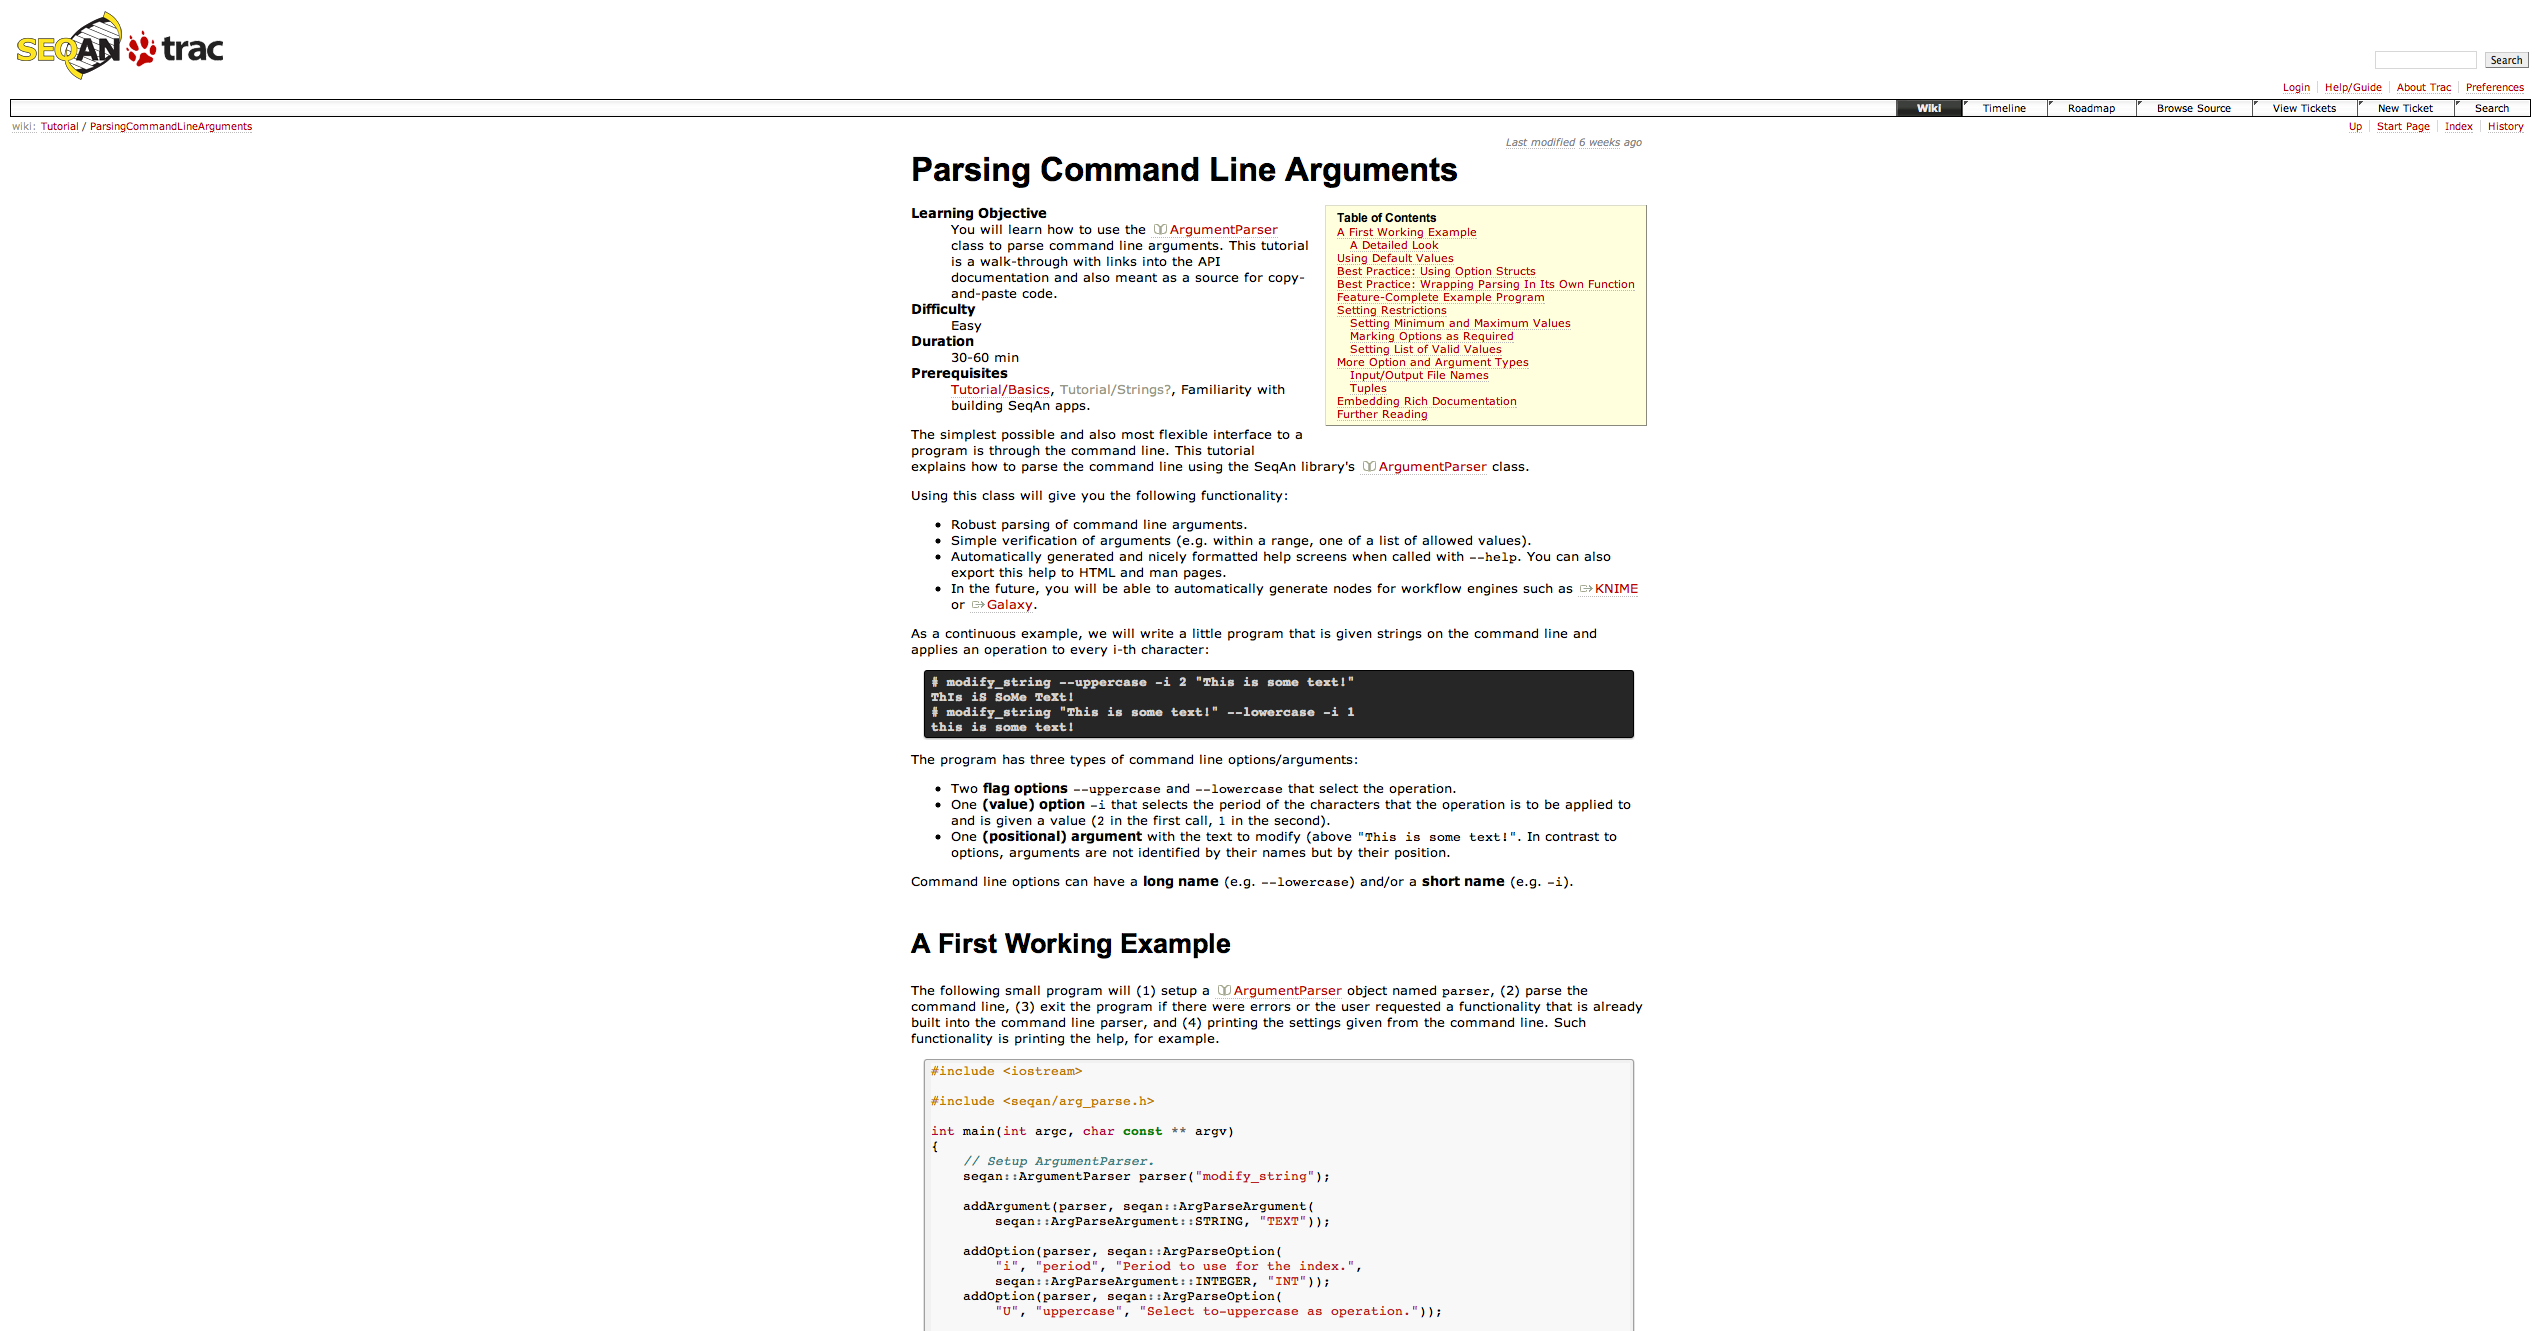 SEQAN trac
Search
Login Help/Guide About Trac Preferences
Wiki Timeline Roadmap Browse Source View Tickets New Ticket Search
wiki: Tutorial / ParsingCommandLineArguments
Up Start Page Index History
Last modified 6 weeks ago
Parsing Command Line Arguments
Learning Objective
You will learn how to use the ArgumentParser
class to parse command line arguments. This tutorial
is a walk-through with links into the API
documentation and also meant as a source for copy-
and-paste code.
Difficulty
Easy
Duration
30-60 min
Prerequisites
Tutorial/Basics, Tutorial/Strings?, Familiarity with
building SeqAn apps.
Table of Contents
A First Working Example
A Detailed Look
Using Default Values
Best Practice: Using Option Structs
Best Practice: Wrapping Parsing In Its Own Function
Feature-Complete Example Program
Setting Restrictions
Setting Minimum and Maximum Values
Marking Options as Required
Setting List of Valid Values
More Option and Argument Types
Input/Output File Names
Tuples
Embedding Rich Documentation
Further Reading
The simplest possible and also most flexible interface to a
program is through the command line. This tutorial
explains how to parse the command line using the SeqAn library's ArgumentParser class.
Using this class will give you the following functionality:
• Robust parsing of command line arguments.
• Simple verification of arguments (e.g. within a range, one of a list of allowed values).
• Automatically generated and nicely formatted help screens when called with --help. You can also
export this help to HTML and man pages.
• In the future, you will be able to automatically generate nodes for workflow engines such as KNIME
or Galaxy.
As a continuous example, we will write a little program that is given strings on the command line and
applies an operation to every i-th character:
# modify_string --uppercase -i 2 "This is some text!"
ThIs iS SoMe TeXt!
# modify_string "This is some text!" --lowercase -i 1
this is some text!
The program has three types of command line options/arguments:
• Two flag options --uppercase and --lowercase that select the operation.
• One (value) option -i that selects the period of the characters that the operation is to be applied to
and is given a value (2 in the first call, 1 in the second).
• One (positional) argument with the text to modify (above "This is some text!". In contrast to
options, arguments are not identified by their names but by their position.
Command line options can have a long name (e.g. --lowercase) and/or a short name (e.g. -i).
A First Working Example
The following small program will (1) setup a ArgumentParser object named parser, (2) parse the
command line, (3) exit the program if there were errors or the user requested a functionality that is already
built into the command line parser, and (4) printing the settings given from the command line. Such
functionality is printing the help, for example.
#include <iostream>
#include <seqan/arg_parse.h>
int main(int argc, char const ** argv)
{
// Setup ArgumentParser.
seqan::ArgumentParser parser("modify_string");
addArgument(parser, seqan::ArgParseArgument(
seqan::ArgParseArgument::STRING, "TEXT"));
addOption(parser, seqan::ArgParseOption(
"i", "period", "Period to use for the index.",
seqan::ArgParseArgument::INTEGER, "INT"));
addOption(parser, seqan::ArgParseOption(
"U", "uppercase", "Select to-uppercase as operation."));